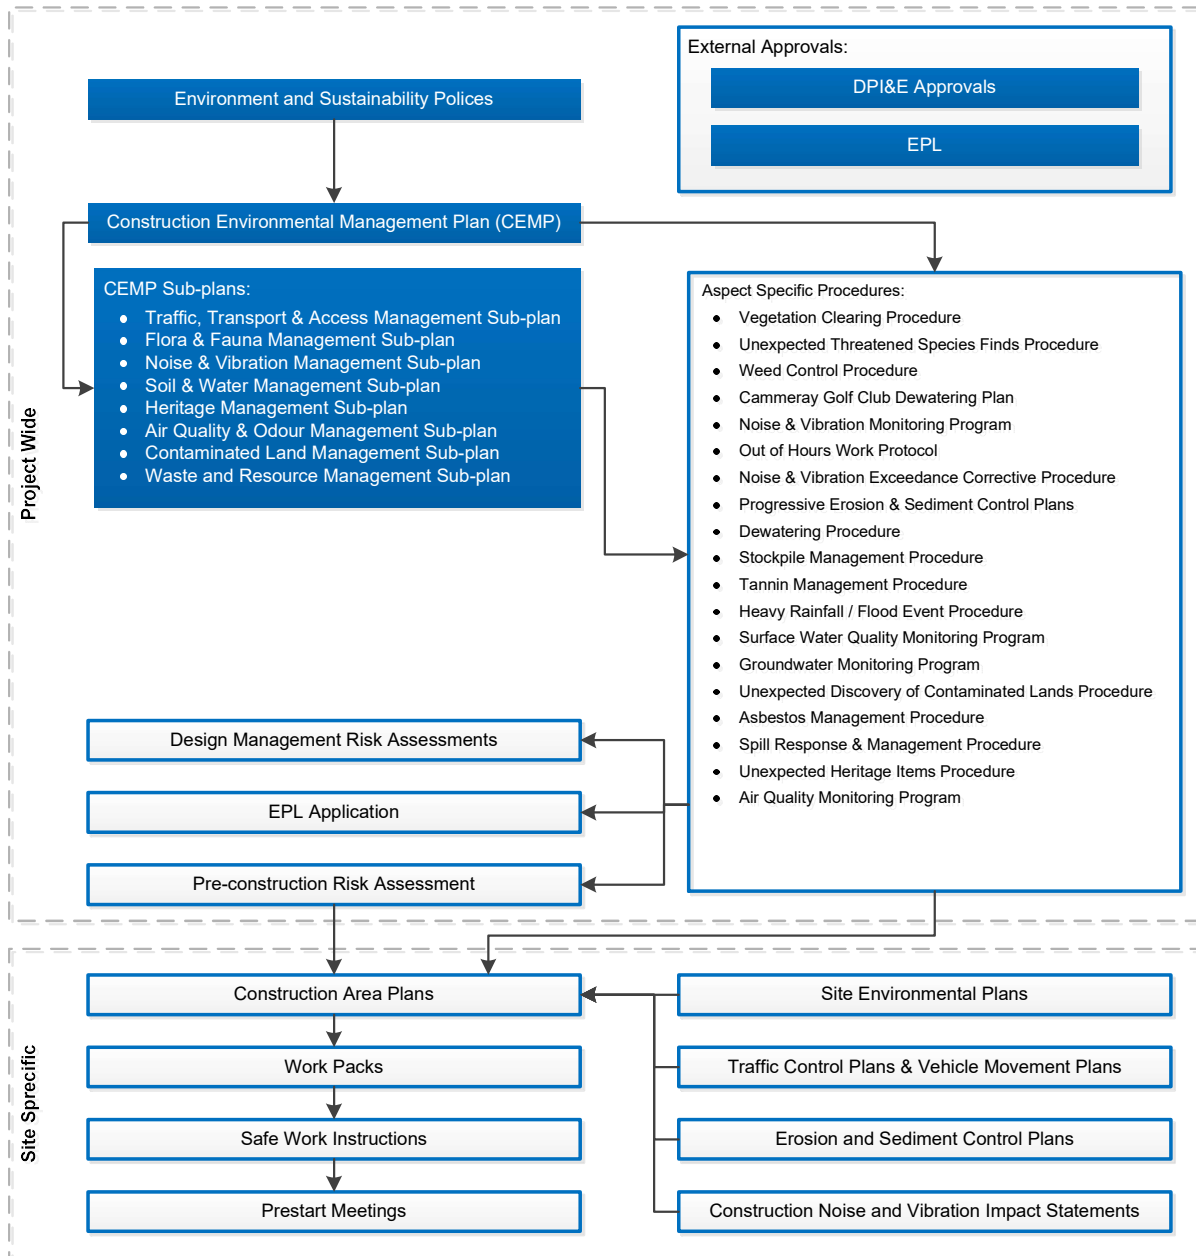 External Approvals:
DPI&E Approvals
EPL
Environment and Sustainability Polices
Construction Environmental Management Plan (CEMP)
CEMP Sub-plans:
● Traffic, Transport & Access Management Sub-plan
● Flora & Fauna Management Sub-plan
● Noise & Vibration Management Sub-plan
● Soil & Water Management Sub-plan
● Heritage Management Sub-plan
● Air Quality & Odour Management Sub-plan
● Contaminated Land Management Sub-plan
● Waste and Resource Management Sub-plan
Aspect Specific Procedures:
● Vegetation Clearing Procedure
● Unexpected Threatened Species Finds Procedure
● Weed Control Procedure
● Cammeray Golf Club Dewatering Plan
● Noise & Vibration Monitoring Program
● Out of Hours Work Protocol
● Noise & Vibration Exceedance Corrective Procedure
● Progressive Erosion & Sediment Control Plans
● Dewatering Procedure
● Stockpile Management Procedure
● Tannin Management Procedure
● Heavy Rainfall / Flood Event Procedure
● Surface Water Quality Monitoring Program
● Groundwater Monitoring Program
● Unexpected Discovery of Contaminated Lands Procedure
● Asbestos Management Procedure
● Spill Response & Management Procedure
● Unexpected Heritage Items Procedure
● Air Quality Monitoring Program
Project Wide
Design Management Risk Assessments
EPL Application
Pre-construction Risk Assessment
Site Sprecific
Construction Area Plans
Work Packs
Safe Work Instructions
Prestart Meetings
Site Environmental Plans
Traffic Control Plans & Vehicle Movement Plans
Erosion and Sediment Control Plans
Construction Noise and Vibration Impact Statements